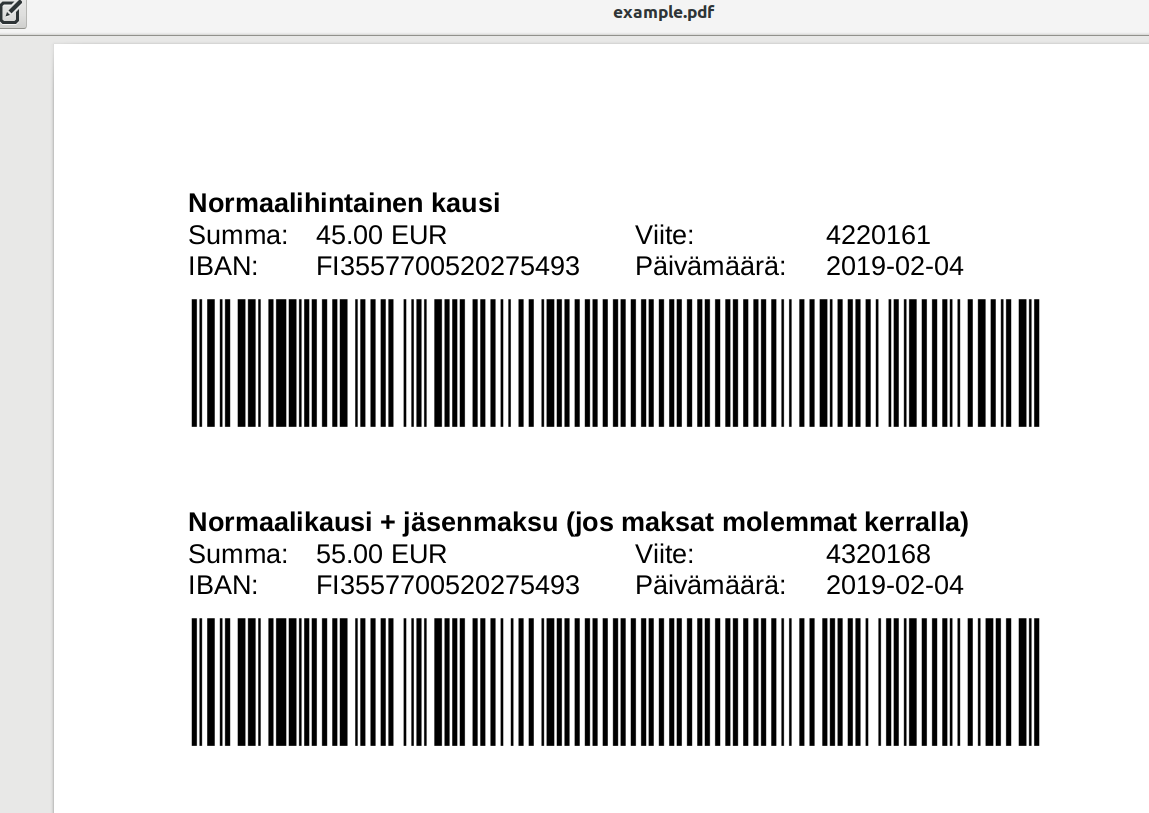 example.pdf
Normaalihintainen kausi
Summa: 45.00 EUR Viite: 4220161
IBAN: FI3557700520275493 Päivämäärä: 2019-02-04
Normaalikausi + jäsenmaksu (jos maksat molemmat kerralla)
Summa: 55.00 EUR Viite: 4320168
IBAN: FI3557700520275493 Päivämäärä: 2019-02-04